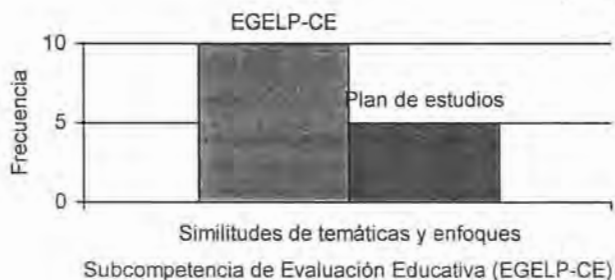 EGELP-CE
10
Plan de estudios
Frecuencia
5
0
Similitudes de temáticas y enfoques
Subcompetencia de Evaluación Educativa (EGELP-CE)